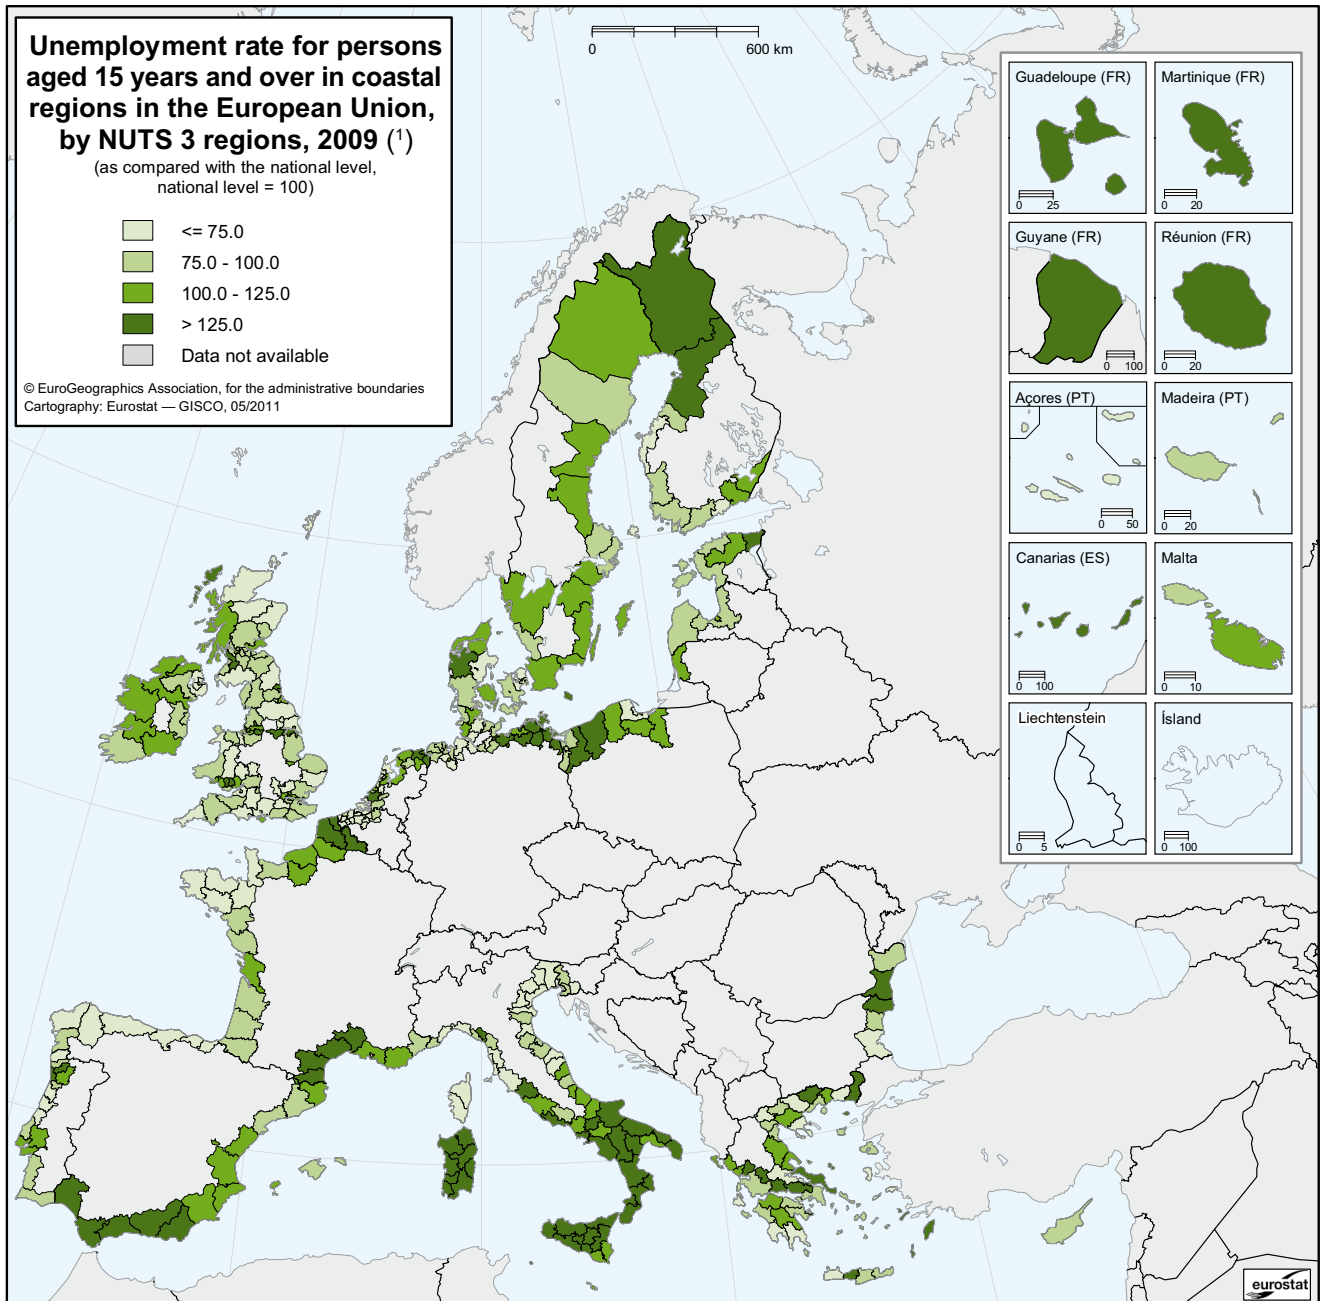 Unemployment rate for persons
aged 15 years and over in coastal
regions in the European Union,
by NUTS 3 regions, 2009 (1)
(as compared with the national level,
national level = 100)
<= 75.0
75.0 - 100.0
100.0 - 125.0
> 125.0
Data not available
© EuroGeographics Association, for the administrative boundaries
Cartography: Eurostat — GISCO, 05/2011
0 600 km
Guadeloupe (FR)
0 25
Martinique (FR)
0 20
Guyane (FR)
0 100
Réunion (FR)
0 20
Açores (PT)
0 50
Madeira (PT)
0 20
Canarias (ES)
0 100
Malta
0 10
Liechtenstein
0 5
Ísland
0 100
eurostat